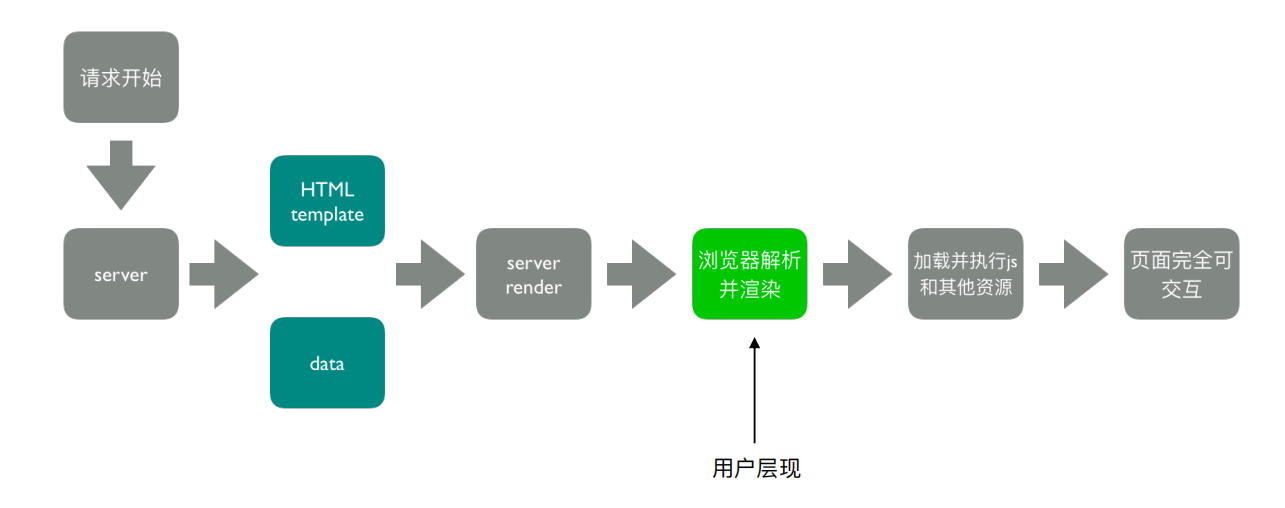 请求开始
server
HTML
template
data
server
render
浏览器解析
并渲染
加载并执行js
和其他资源
页面完全可
交互
用户层现